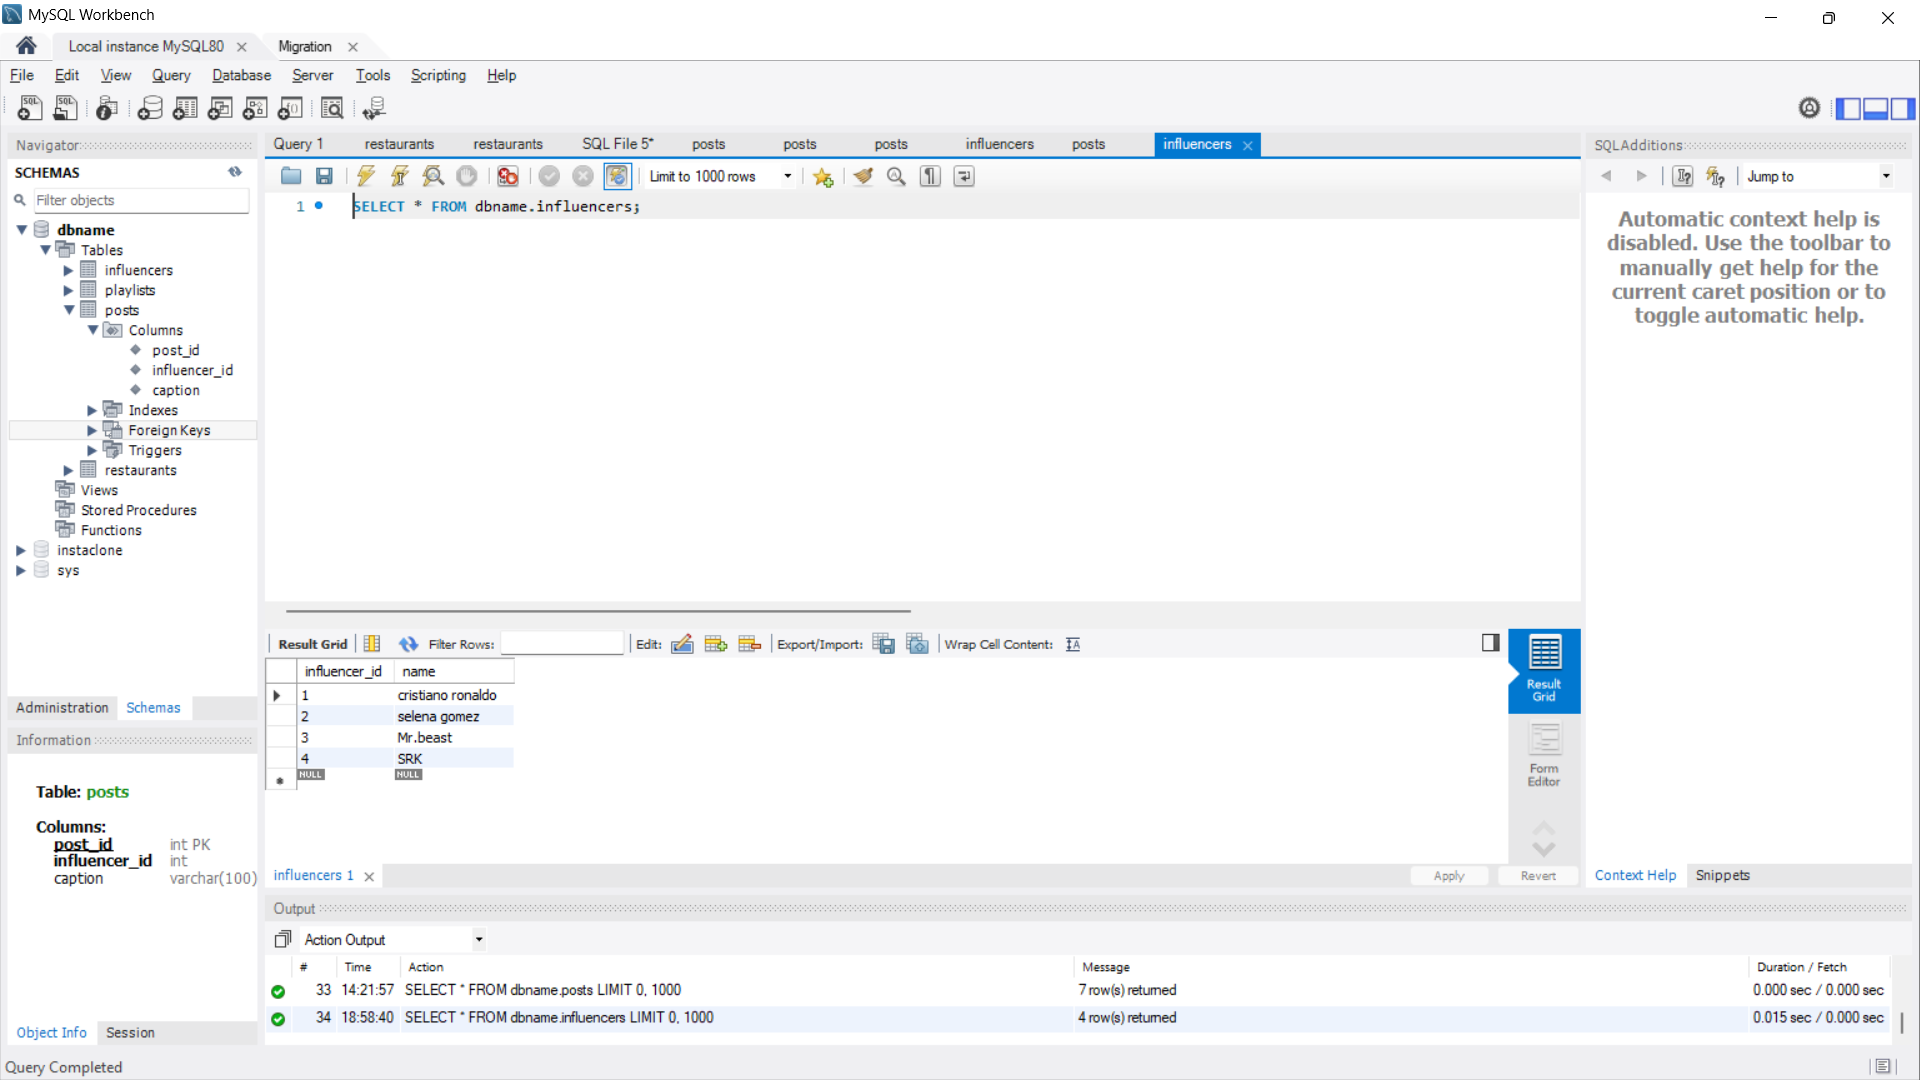 MySQL Workbench
Local instance MySQL80
Migration
File Edit View Query Database Server Tools Scripting Help
Navigator
SCHEMAS
Filter objects
dbname
Tables
influencers
playlists
posts
Columns
post_id
influencer_id
caption
Indexes
Foreign Keys
Triggers
restaurants
Views
Stored Procedures
Functions
instaclone
sys
Administration Schemas
Information
Table: posts
Columns:
post_id int PK
influencer_id int
caption varchar(100)
Object Info Session
Query 1 restaurants restaurants SQL File 5* posts posts posts influencers posts influencers
Limit to 1000 rows
1 SELECT * FROM dbname.influencers;
Result Grid Filter Rows: Edit: Export/Import: Wrap Cell Content:
influencer_id name
1 cristiano ronaldo
2 selena gomez
3 Mr.beast
4 SRK
NULL NULL
Result Grid
Form Editor
influencers 1
Apply Revert
SQLAdditions
Jump to
Automatic context help is
disabled. Use the toolbar to
manually get help for the
current caret position or to
toggle automatic help.
Context Help Snippets
Output
Action Output
# Time Action Message Duration / Fetch
33 14:21:57 SELECT * FROM dbname.posts LIMIT 0, 1000 7 row(s) returned 0.000 sec / 0.000 sec
34 18:58:40 SELECT * FROM dbname.influencers LIMIT 0, 1000 4 row(s) returned 0.015 sec / 0.000 sec
Query Completed